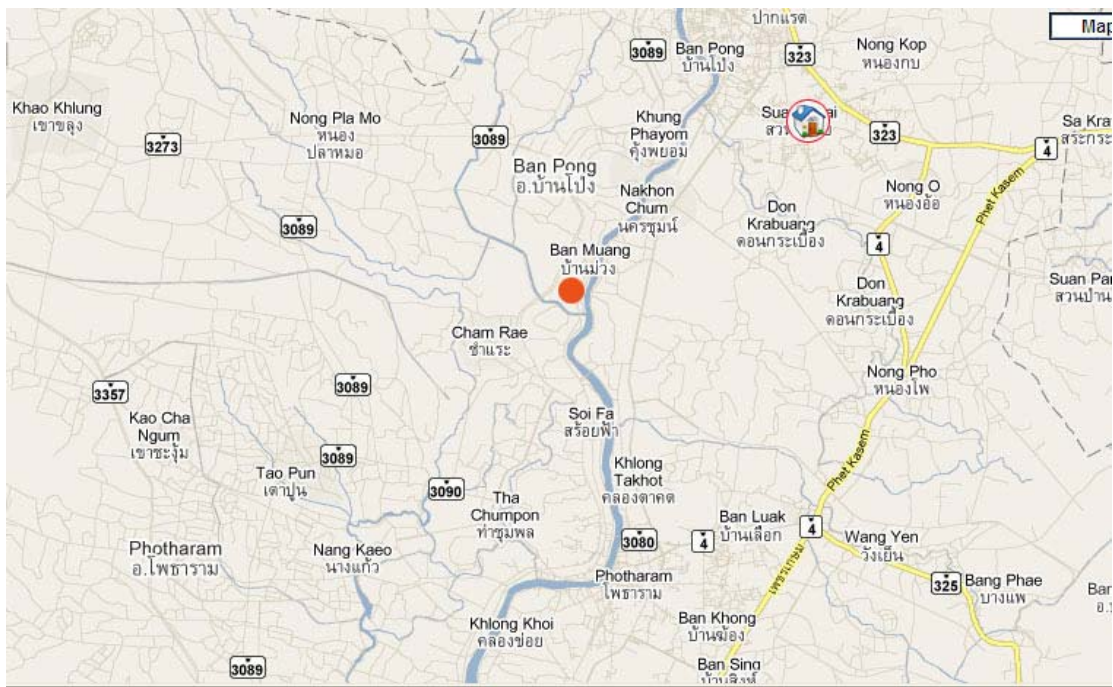 ปากแรต
Map
3089
Ban Pong
บ้านโป่ง
323
Nong Kop
หนองกบ
Khao Khlung
เขาขลุง
Nong Pla Mo
หนอง
ปลาหมอ
Khung
Phayom
คุ้งพยอม
323
3273
3089
4
Ban Pong
อ.บ้านโป่ง
Nakhon
Chum
นครชุมน์
Nong O
หนองอ้อ
Phet Kasem
Don
Krabuang
ดอนกระเบื้อง
3089
4
Ban Muang
บ้านม่วง
Don
Krabuang
ดอนกระเบื้อง
Cham Rae
ชำแระ
Nong Pho
หนองโพ
3089
3357
Kao Cha
Ngum
เขาชะงุ้ม
Soi Fa
สร้อยฟ้า
Phet Kasem
3089
Tao Pun
เตาปูน
Khlong
Takhot
คลองตาคต
3090
Tha
Chumpon
ท่าชุมพล
Ban Luak
บ้านเลือก
4
3080
4
Wang Yen
วังเย็น
Photharam
อ.โพธาราม
Nang Kaeo
นางแก้ว
เพชรเกษม
Photharam
โพธาราม
325
Bang Phae
บางแพ
Khlong Khoi
คลองข่อย
Ban Khong
บ้านฆ้อง
3089
Ban Sing
บ้านสิงห์